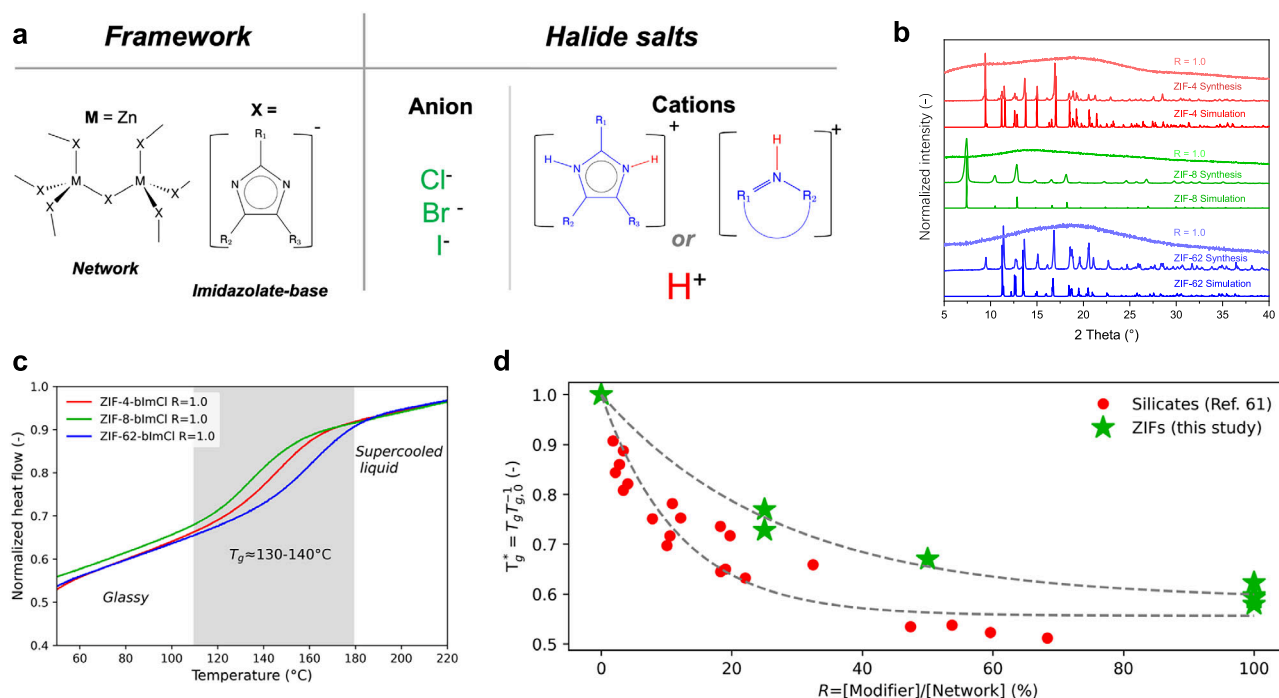 a
Framework
Halide salts
M = Zn
X =
Anion
Cations
X
X
X
X
M
M
X
X
X
Network
R₁
N
N
R₂
R₃
-
Imidazolate-base
Cl⁻
Br ⁻
I⁻
R₁
H
N
N
H
R₂
R₃
+
or
H
N
R₁
R₂
+
H⁺
b
Normalized intensity (–)
R = 1.0
ZIF-4 Synthesis
ZIF-4 Simulation
R = 1.0
ZIF-8 Synthesis
ZIF-8 Simulation
R = 1.0
ZIF-62 Synthesis
ZIF-62 Simulation
5 10 15 20 25 30 35 40
2 Theta (°)
c
Normalized heat flow (-)
1.0
0.9
0.8
0.7
0.6
0.5
0.4
ZIF-4-bImCl R=1.0
ZIF-8-bImCl R=1.0
ZIF-62-bImCl R=1.0
Supercooled
liquid
Tg≈130-140°C
Glassy
60 80 100 120 140 160 180 200 220
Temperature (°C)
d
T*g = TgT⁻¹g,0 (-)
1.0
0.9
0.8
0.7
0.6
0.5
Silicates (Ref. 61)
ZIFs (this study)
0 20 40 60 80 100
R=[Modifier]/[Network] (%)